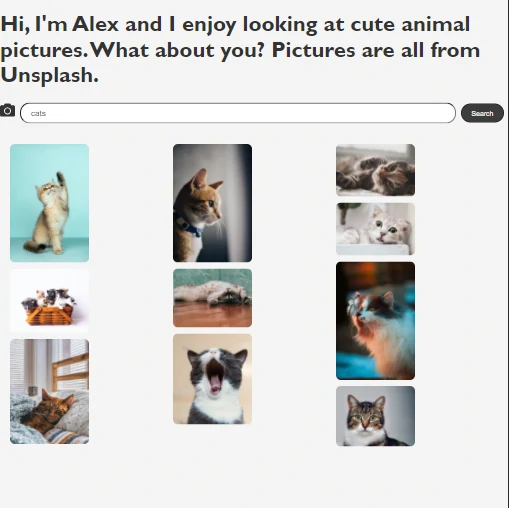 Hi, I'm Alex and I enjoy looking at cute animal
pictures. What about you? Pictures are all from
Unsplash.
cats
Search